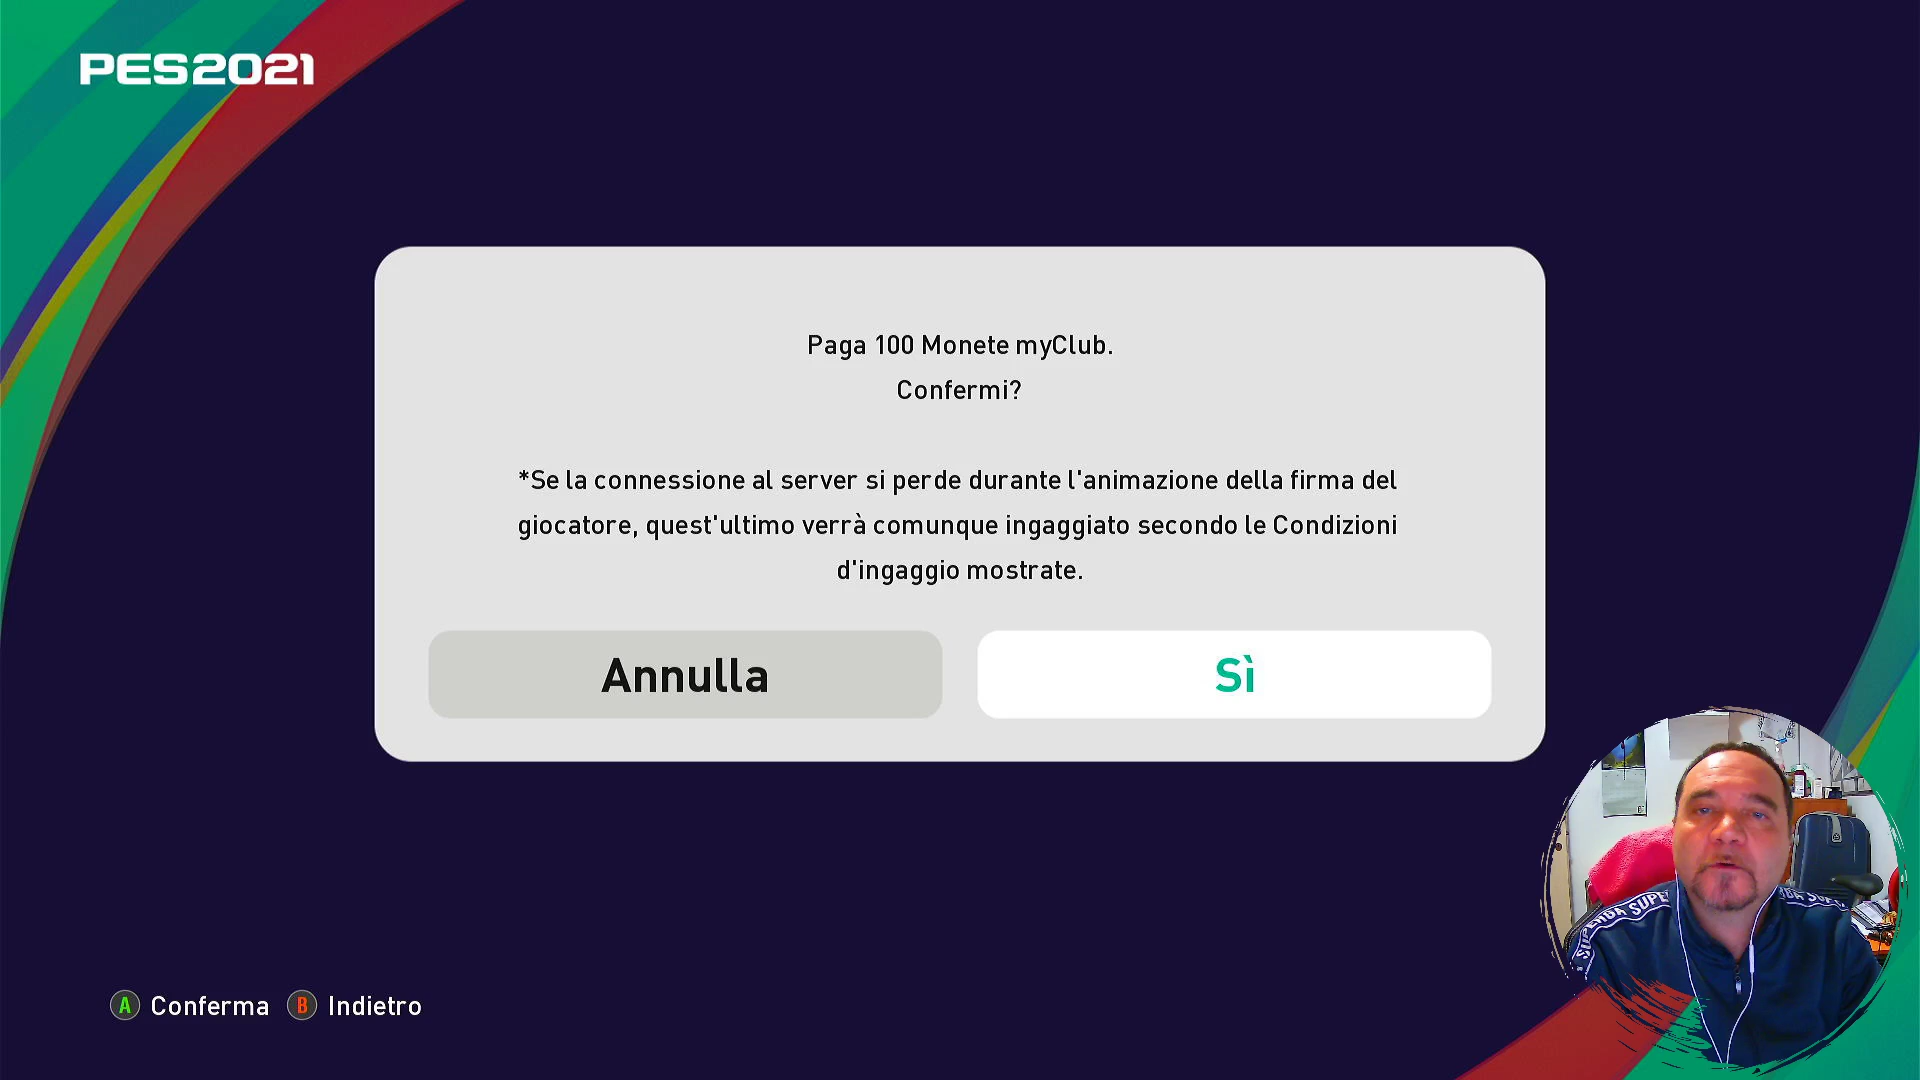 PES2021
Paga 100 Monete myClub.
Confermi?
*Se la connessione al server si perde durante l'animazione della firma del
giocatore, quest'ultimo verrà comunque ingaggiato secondo le Condizioni
d'ingaggio mostrate.
Annulla
Sì
A Conferma B Indietro